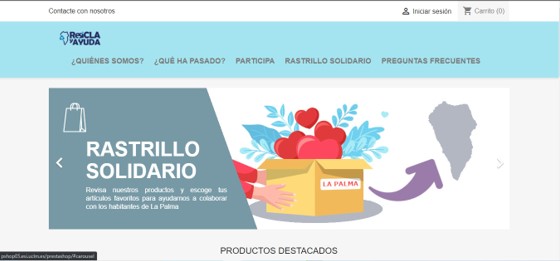 Contacte con nosotros
Iniciar sesión
Carrito (0)
ResCLA
Y AYUDA
¿QUIÉNES SOMOS?
¿QUÉ HA PASADO?
PARTICIPA
RASTRILLO SOLIDARIO
PREGUNTAS FRECUENTES
RASTRILLO
SOLIDARIO
Revisa nuestros productos y escoge tus
artículos favoritos para ayudarnos a colaborar
con los habitantes de La Palma
LA PALMA
PRODUCTOS DESTACADOS